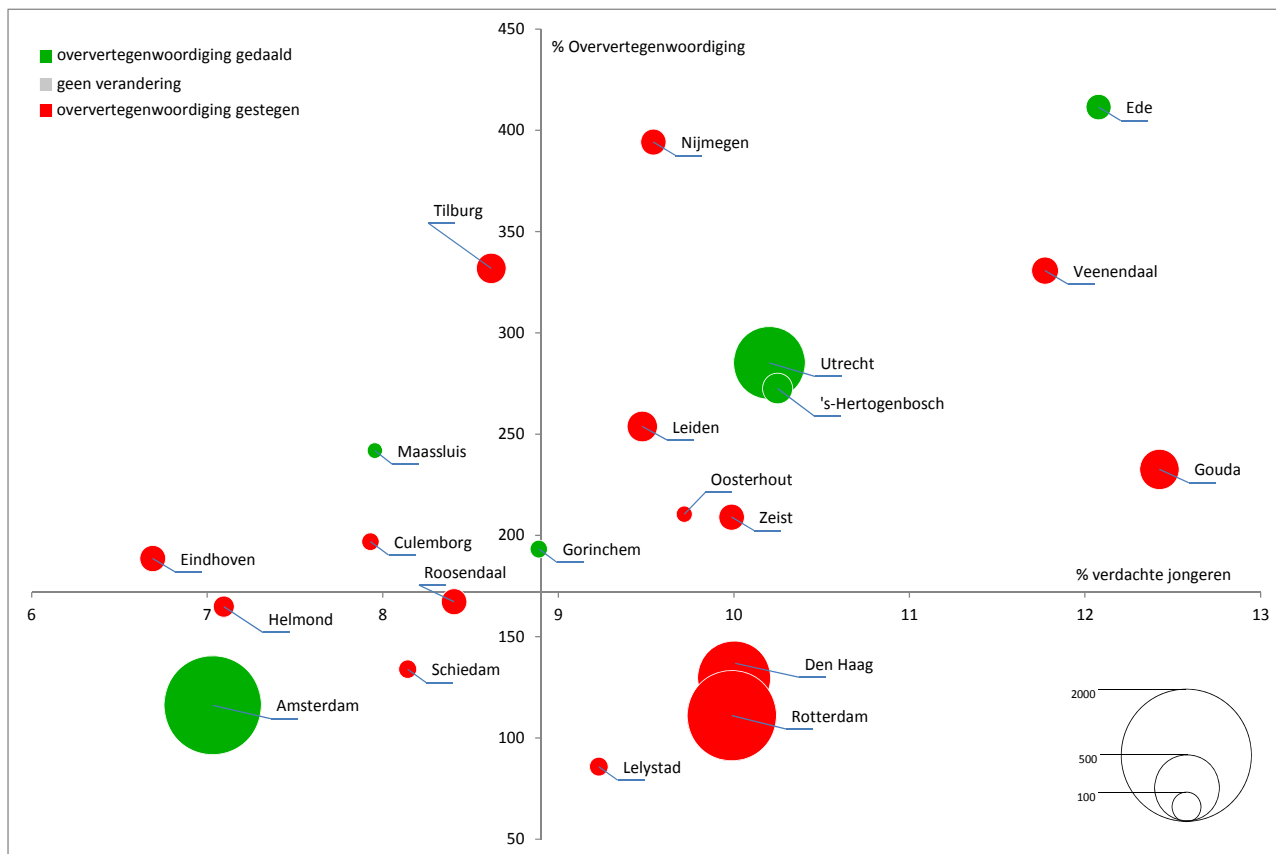 450
% Oververtegenwoordiging
oververtegenwoordiging gedaald
geen verandering
oververtegenwoordiging gestegen
Ede
400
Nijmegen
Tilburg
350
Veenendaal
300
Utrecht
's-Hertogenbosch
Leiden
250
Maassluis
Gouda
Oosterhout
Zeist
200
Culemborg
Gorinchem
Eindhoven
Roosendaal
% verdachte jongeren
6
7
8
9
10
11
12
13
Helmond
150
Schiedam
Den Haag
Amsterdam
Rotterdam
2000
100
Lelystad
500
100
50